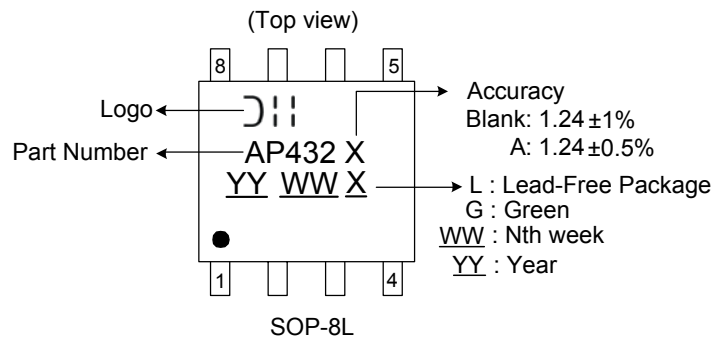 (Top view)
8 5
Logo
Accuracy
Blank: 1.24 ±1%
A: 1.24 ±0.5%
Part Number
AP432 X
YY WW X
L : Lead-Free Package
G : Green
WW : Nth week
YY : Year
1 4
SOP-8L